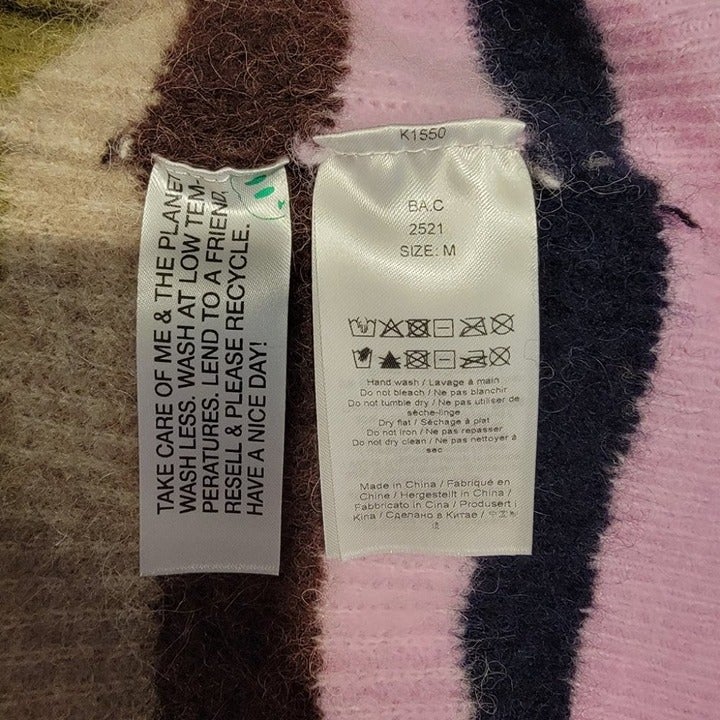 TAKE CARE OF ME & THE PLANET
WASH LESS. WASH AT LOW TEM-
PERATURES. LEND TO A FRIEND,
RESELL & PLEASE RECYCLE.
HAVE A NICE DAY!
K1550
BA.C
2521
SIZE: M
Hand wash / Lavage à main
Do not bleach / Ne pas blanchir
Do not tumble dry / Ne pas utiliser de
sèche-linge
Dry flat / Séchage à plat
Do not iron / Ne pas repasser
Do not dry clean / Ne pas nettoyer à
sec
Made in China / Fabriqué en
Chine / Hergestellt in China /
Fabbricato in Cina / Produsert i
Kina / Сделано в Китае / 中国制
造